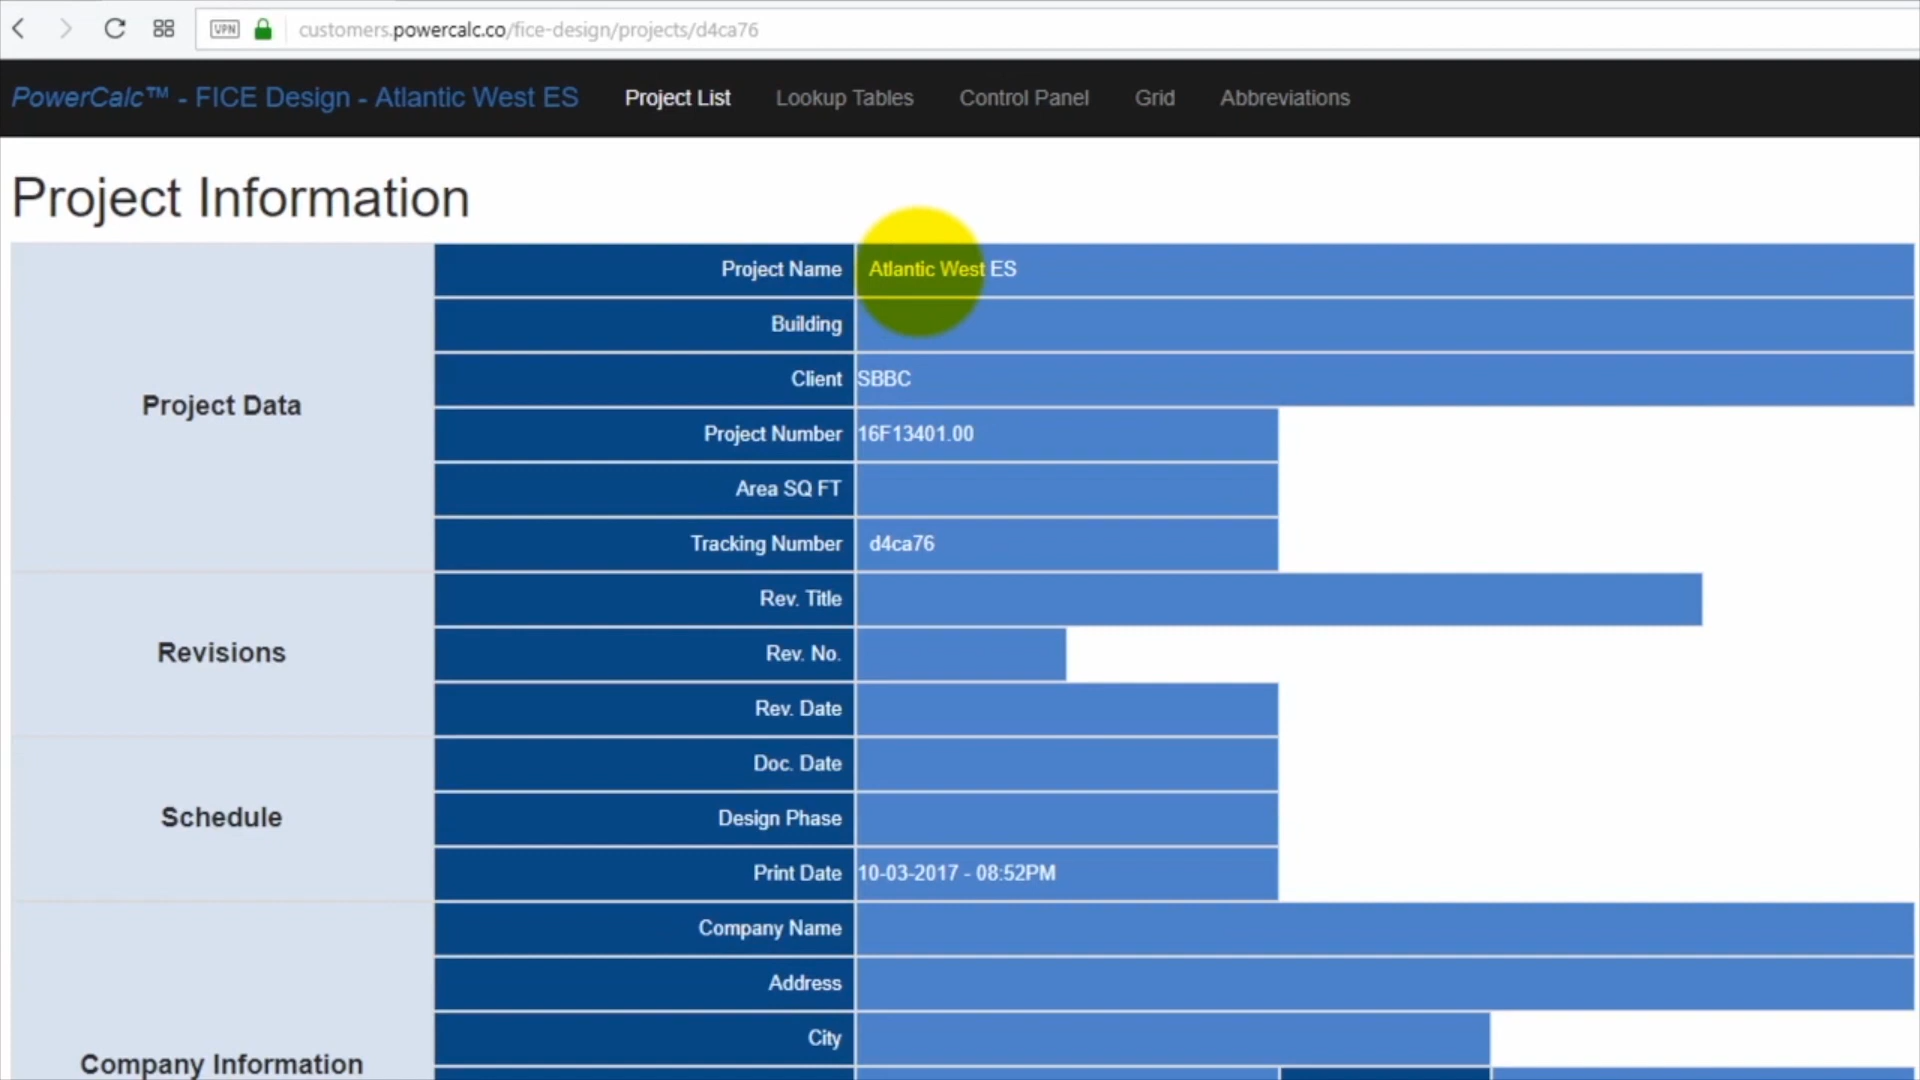 VPN customers.powercalc.co/fice-design/projects/d4ca76
PowerCalc™ - FICE Design - Atlantic West ES Project List Lookup Tables Control Panel Grid Abbreviations
Project Information
Project Data
Project Name Atlantic West ES
Building
Client SBBC
Project Number 16F13401.00
Area SQ FT
Tracking Number d4ca76
Revisions
Rev. Title
Rev. No.
Rev. Date
Schedule
Doc. Date
Design Phase
Print Date 10-03-2017 - 08:52PM
Company Information
Company Name
Address
City